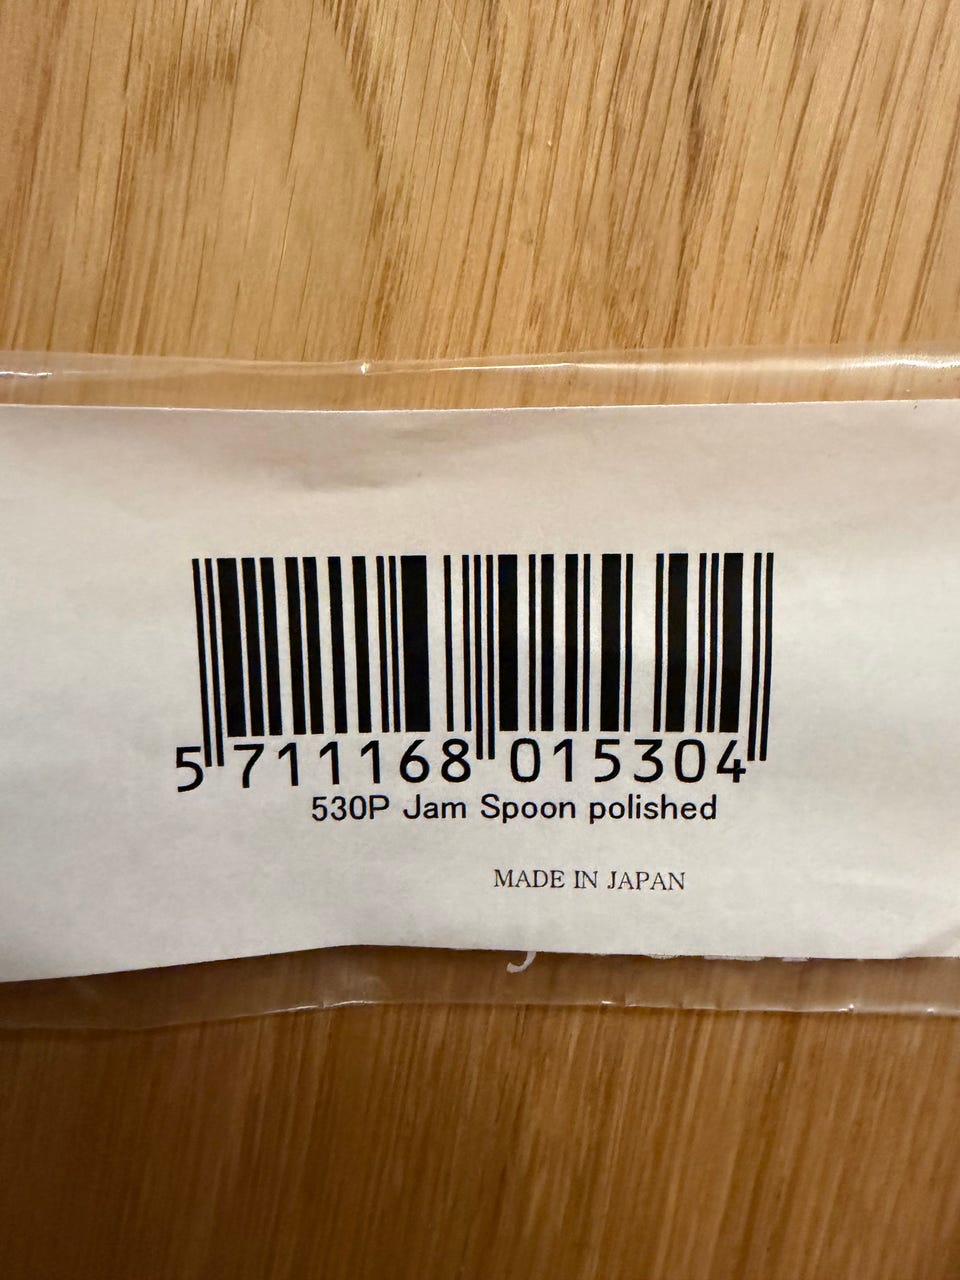 5 711168 015304
530P Jam Spoon polished
MADE IN JAPAN